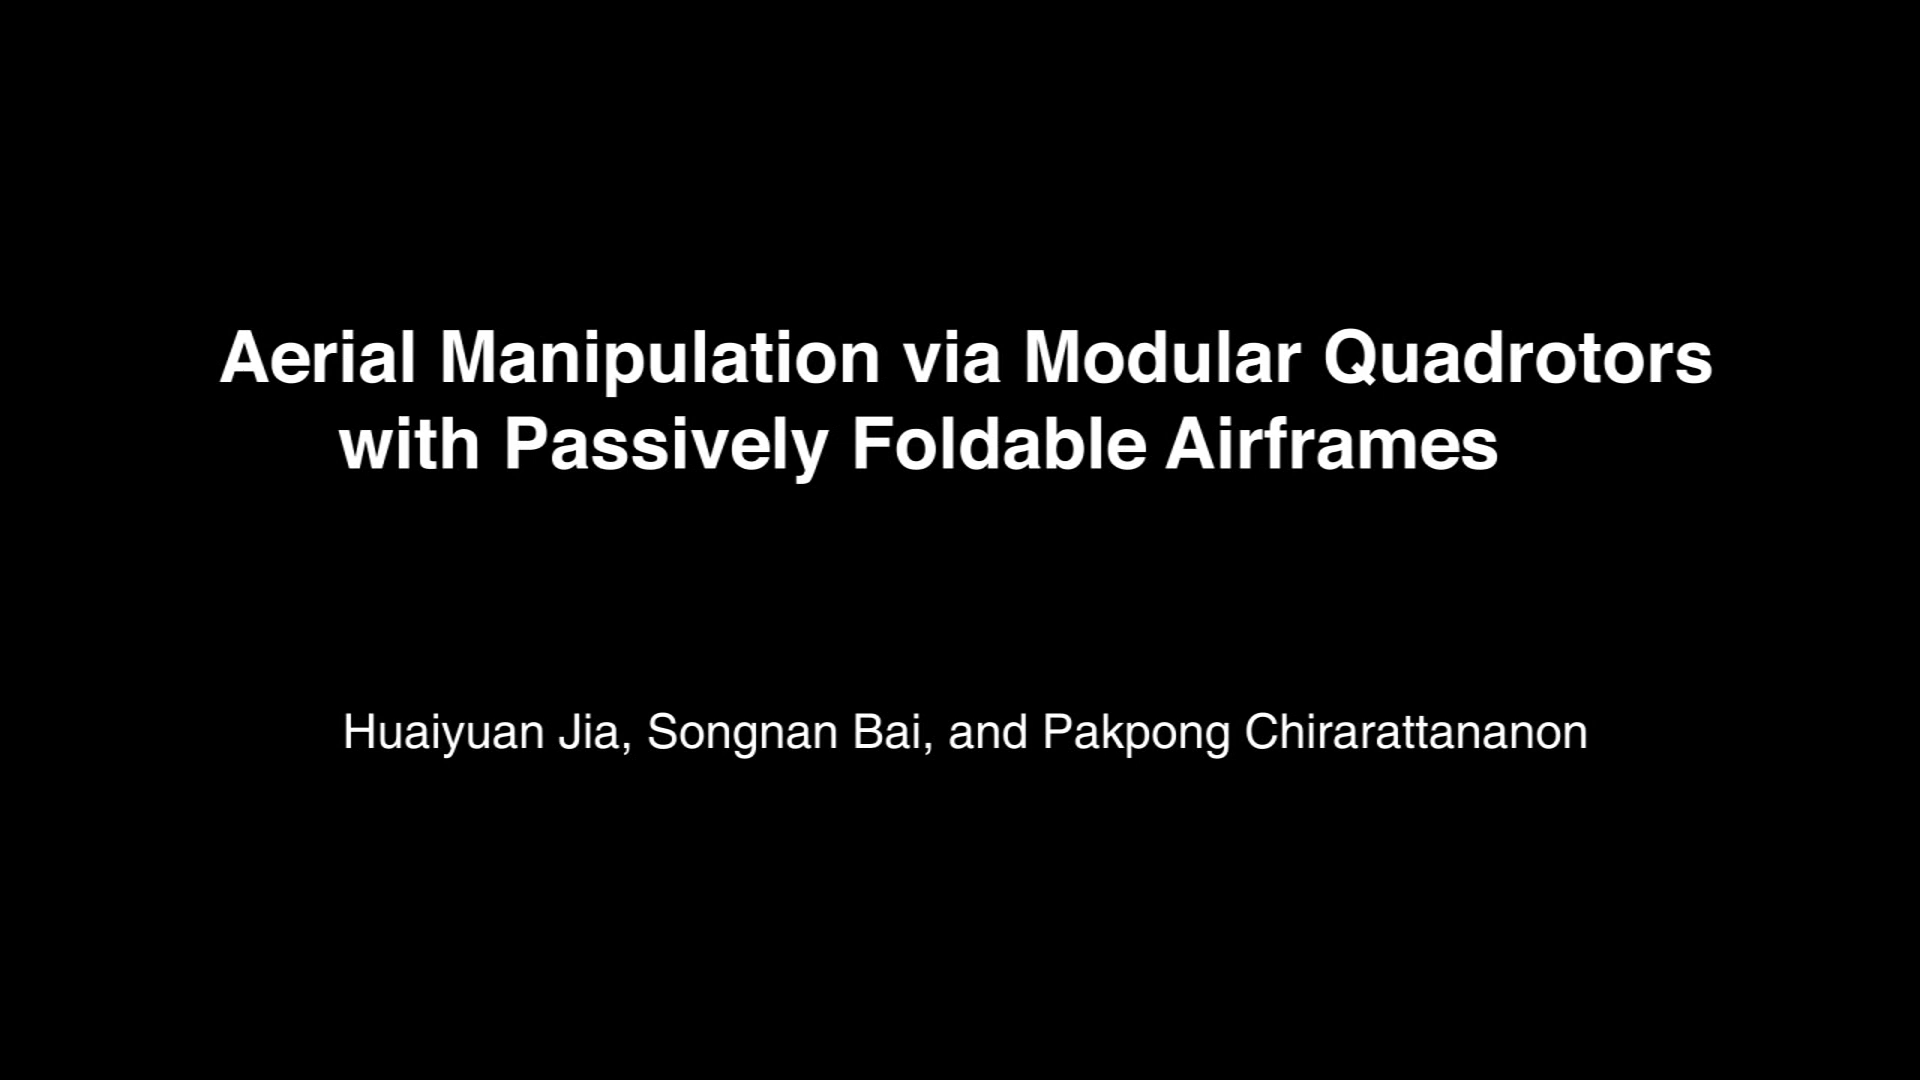 Aerial Manipulation via Modular Quadrotors
with Passively Foldable Airframes
Huaiyuan Jia, Songnan Bai, and Pakpong Chirarattananon